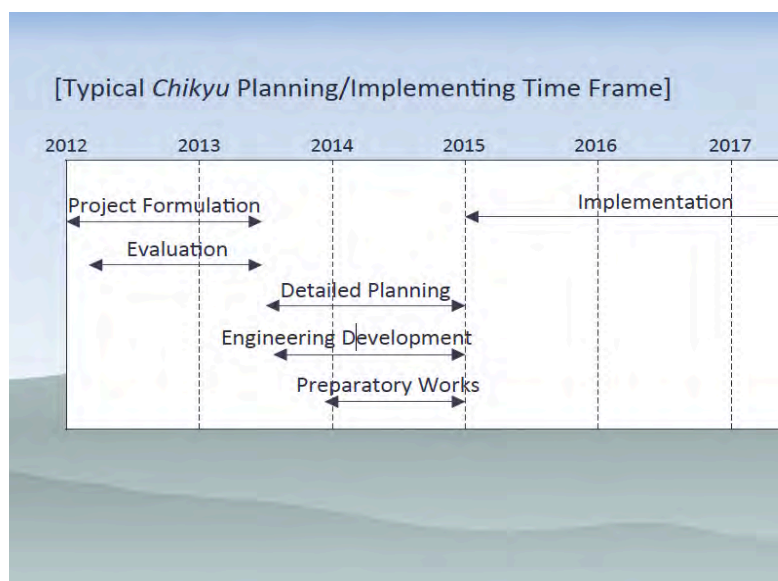 [Typical Chikyu Planning/Implementing Time Frame]
2012 2013 2014 2015 2016 2017
Project Formulation
Implementation
Evaluation
Detailed Planning
Engineering Development
Preparatory Works